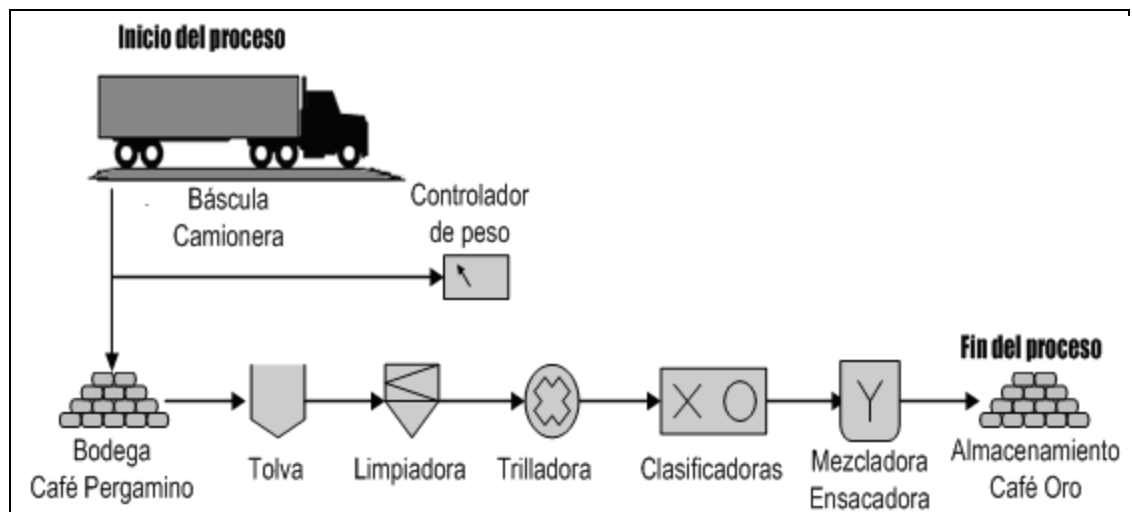 Inicio del proceso
Báscula
Camionera
Controlador
de peso
Fin del proceso
Bodega
Café Pergamino
Tolva
Limpiadora
Trilladora
Clasificadoras
Mezcladora
Ensacadora
Almacenamiento
Café Oro